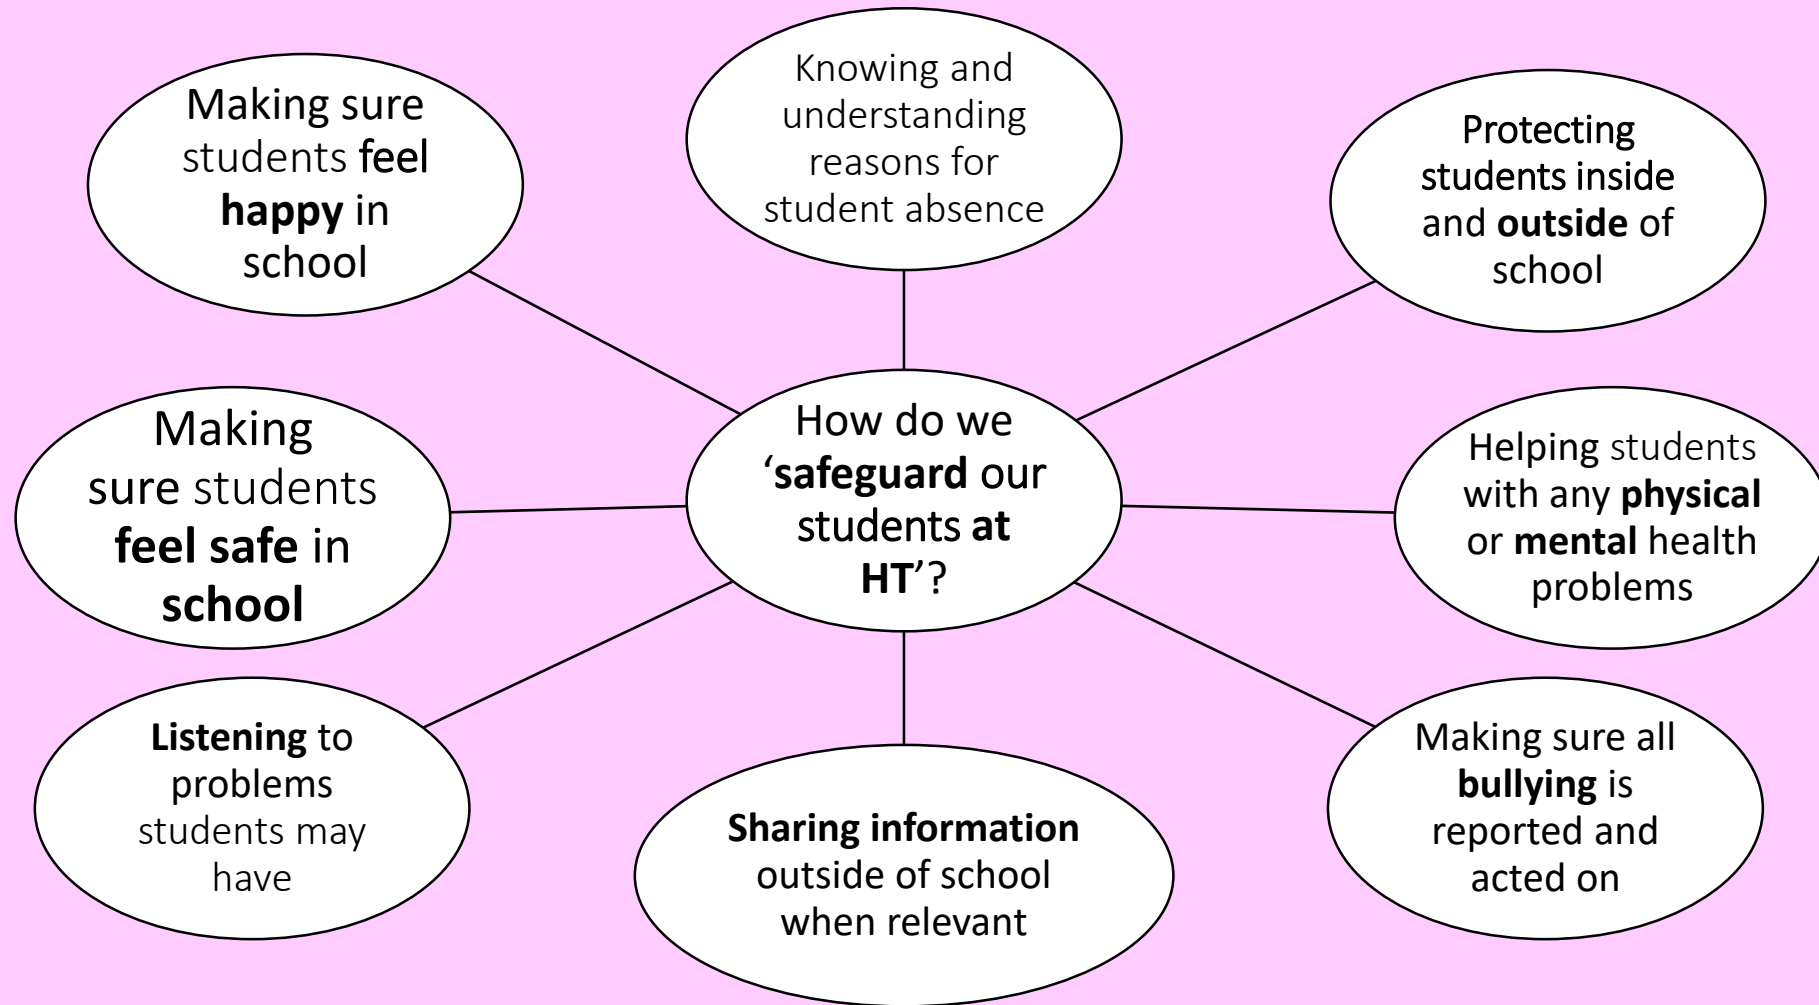 Making sure
students feel
happy in
school
Knowing and
understanding
reasons for
student absence
Protecting
students inside
and outside of
school
Making
sure students
feel safe in
school
How do we
‘safeguard our
students at
HT’?
Helping students
with any physical
or mental health
problems
Listening to
problems
students may
have
Sharing information
outside of school
when relevant
Making sure all
bullying is
reported and
acted on